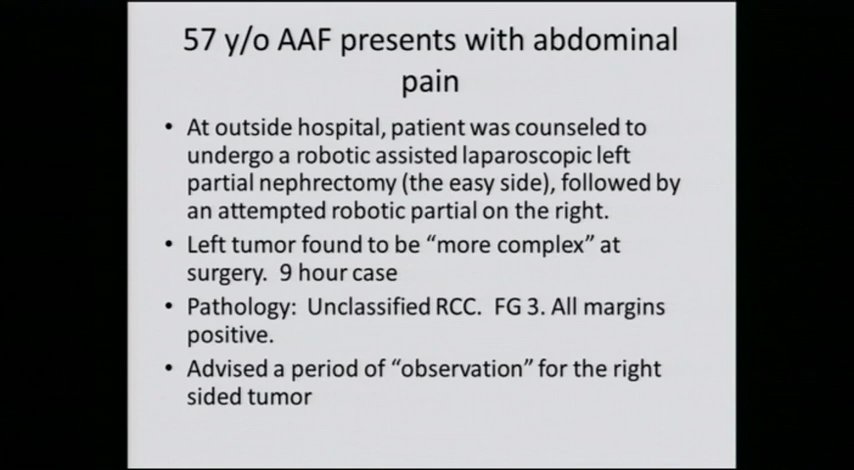 57 y/o AAF presents with abdominal
pain
• At outside hospital, patient was counseled to
undergo a robotic assisted laparoscopic left
partial nephrectomy (the easy side), followed by
an attempted robotic partial on the right.
• Left tumor found to be “more complex” at
surgery.  9 hour case
• Pathology:  Unclassified RCC.  FG 3. All margins
positive.
• Advised a period of “observation” for the right
sided tumor